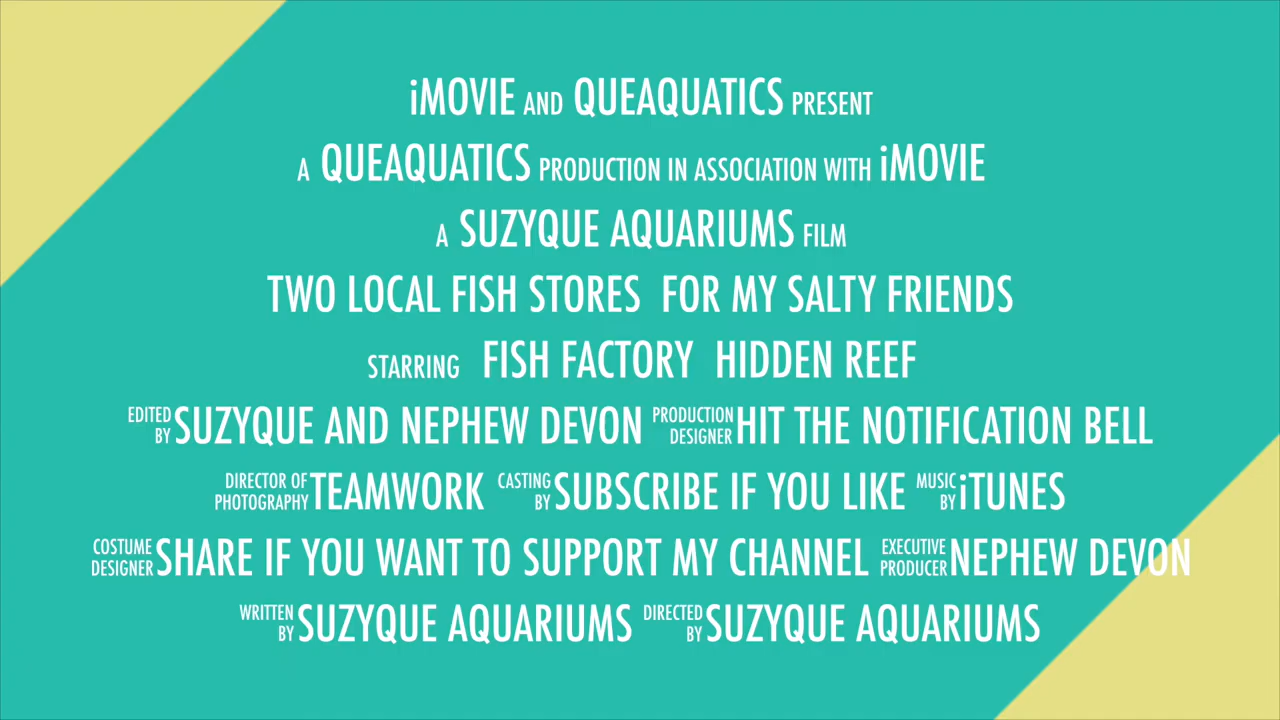 iMOVIE AND QUEAQUATICS PRESENT
A QUEAQUATICS PRODUCTION IN ASSOCIATION WITH iMOVIE
A SUZYQUE AQUARIUMS FILM
TWO LOCAL FISH STORES FOR MY SALTY FRIENDS
STARRING FISH FACTORY HIDDEN REEF
EDITED BY SUZYQUE AND NEPHEW DEVON PRODUCTION DESIGNER HIT THE NOTIFICATION BELL
DIRECTOR OF PHOTOGRAPHY TEAMWORK CASTING BY SUBSCRIBE IF YOU LIKE MUSIC BY iTUNES
COSTUME DESIGNER SHARE IF YOU WANT TO SUPPORT MY CHANNEL EXECUTIVE PRODUCER NEPHEW DEVON
WRITTEN BY SUZYQUE AQUARIUMS DIRECTED BY SUZYQUE AQUARIUMS